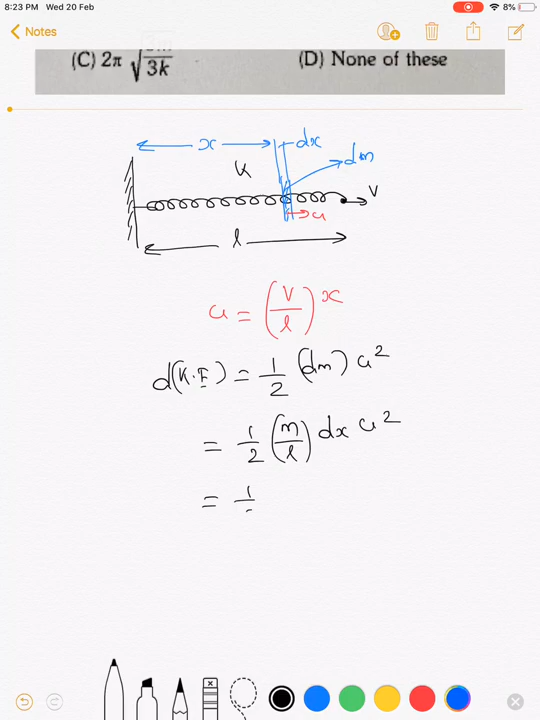 8:23 PM Wed 20 Feb 8%
Notes
(C) 2π √ 3k (D) None of these
x dx
dm
K
V
u
l
u = (V/l) x
d(K.E) = 1/2 (dm) u²
= 1/2 (m/l) dx u²
= 1